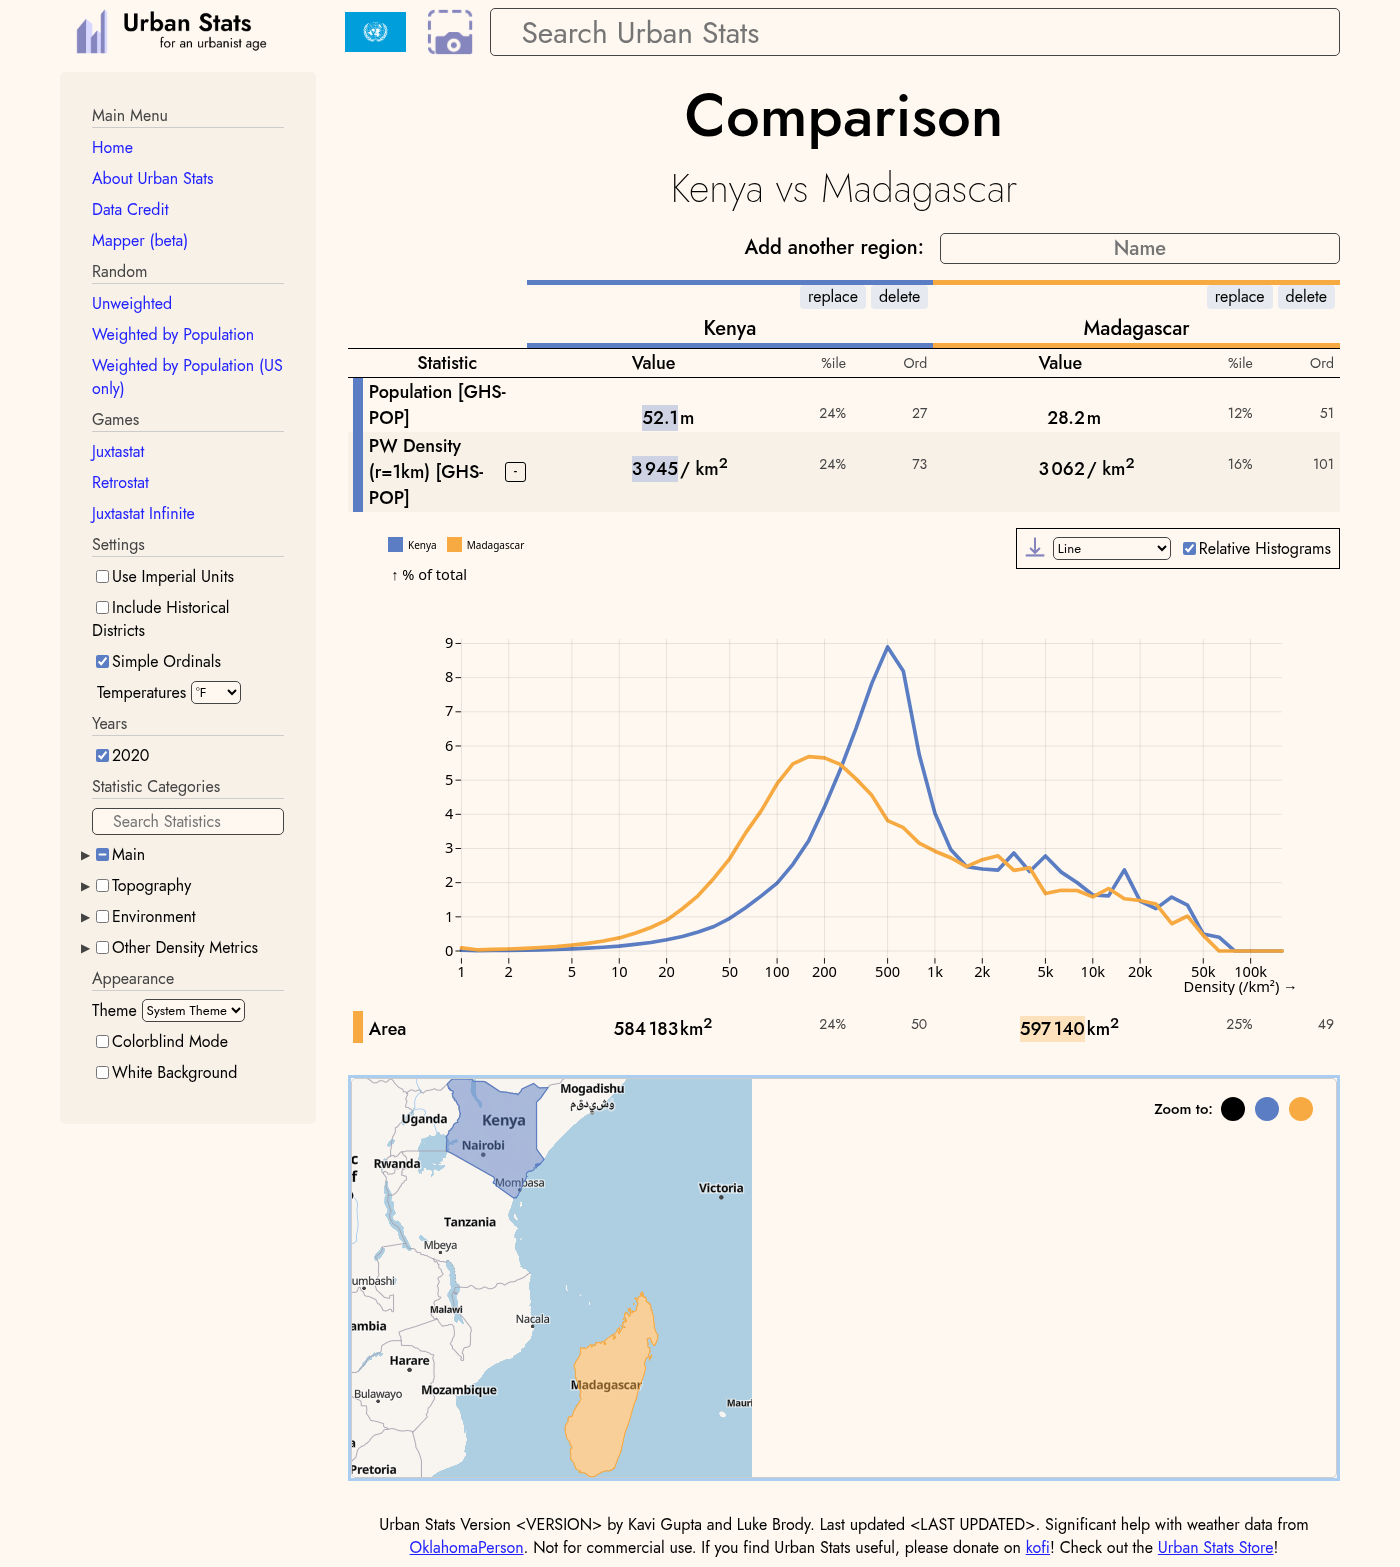 Urban Stats
for an urbanist age
Search Urban Stats
Main Menu
Home
About Urban Stats
Data Credit
Mapper (beta)
Random
Unweighted
Weighted by Population
Weighted by Population (US
only)
Games
Juxtastat
Retrostat
Juxtastat Infinite
Settings
Use Imperial Units
Include Historical
Districts
Simple Ordinals
Temperatures °F
Years
2020
Statistic Categories
Search Statistics
Main
Topography
Environment
Other Density Metrics
Appearance
Theme System Theme
Colorblind Mode
White Background
Comparison
Kenya vs Madagascar
Add another region: Name
replace delete replace delete
Kenya Madagascar
Statistic Value %ile Ord Value %ile Ord
Population [GHS-
POP] 52.1 m 24% 27 28.2 m 12% 51
PW Density
(r=1km) [GHS- - 3 945 / km² 24% 73 3 062 / km² 16% 101
POP]
Kenya Madagascar
Line Relative Histograms
↑ % of total
9
8
7
6
5
4
3
2
1
0
1 2 5 10 20 50 100 200 500 1k 2k 5k 10k 20k 50k 100k
Density (/km²) →
Area 584 183 km² 24% 50 597 140 km² 25% 49
Zoom to:
Mogadishu
Uganda
Kenya
Nairobi
Rwanda
Mombasa
Victoria
Tanzania
Mbeya
umbashi
Malawi
Nacala
ambia
Harare
Bulawayo
Mozambique
Madagascar
Mauri
Pretoria
Urban Stats Version <VERSION> by Kavi Gupta and Luke Brody. Last updated <LAST UPDATED>. Significant help with weather data from
OklahomaPerson. Not for commercial use. If you find Urban Stats useful, please donate on kofi! Check out the Urban Stats Store!